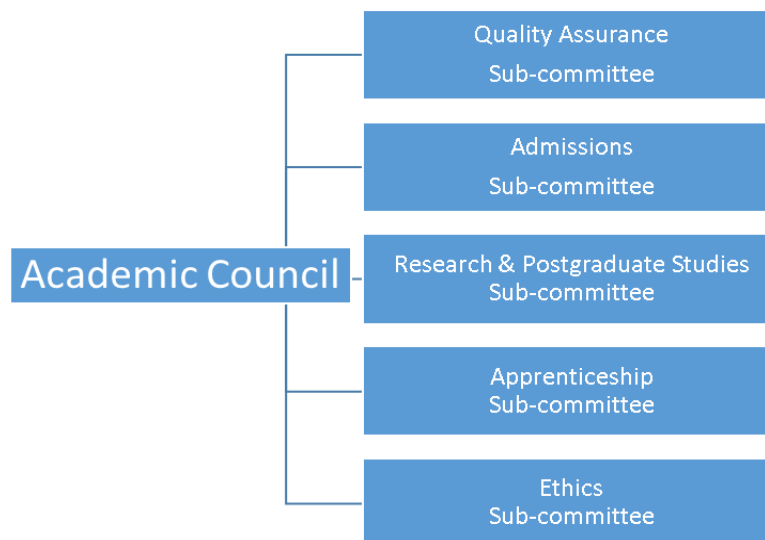 Quality Assurance
Sub-committee
Admissions
Sub-committee
Academic Council
Research & Postgraduate Studies
Sub-committee
Apprenticeship
Sub-committee
Ethics
Sub-committee